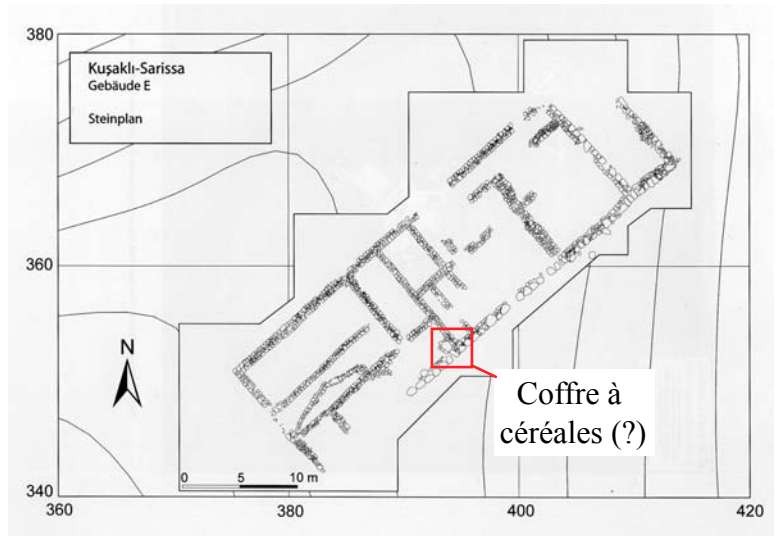 380
Kuşaklı-Sarissa
Gebäude E
Steinplan
360
N
Coffre à
céréales (?)
0 5 10 m
340
360 380 400 420